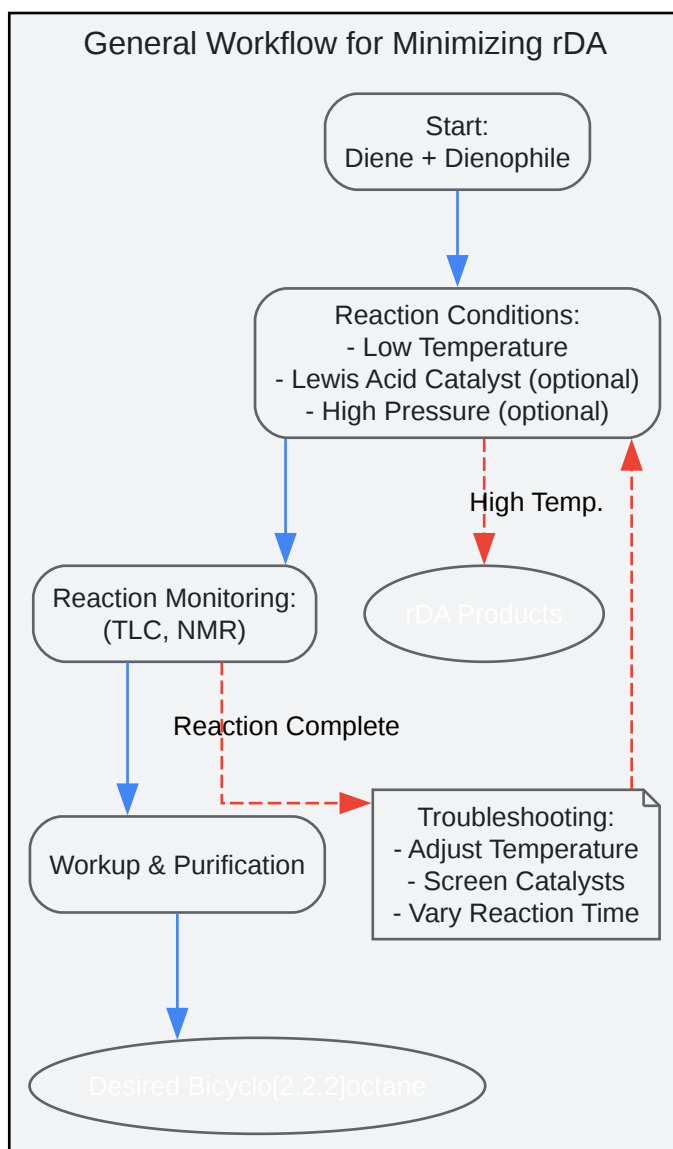 General Workflow for Minimizing rDA
Start:
Diene + Dienophile
Reaction Conditions:
- Low Temperature
- Lewis Acid Catalyst (optional)
- High Pressure (optional)
High Temp.
Reaction Monitoring:
(TLC, NMR)
rDA Products
Reaction Complete
Troubleshooting:
- Adjust Temperature
- Screen Catalysts
- Vary Reaction Time
Workup & Purification
Desired Bicyclo[2.2.2]octane